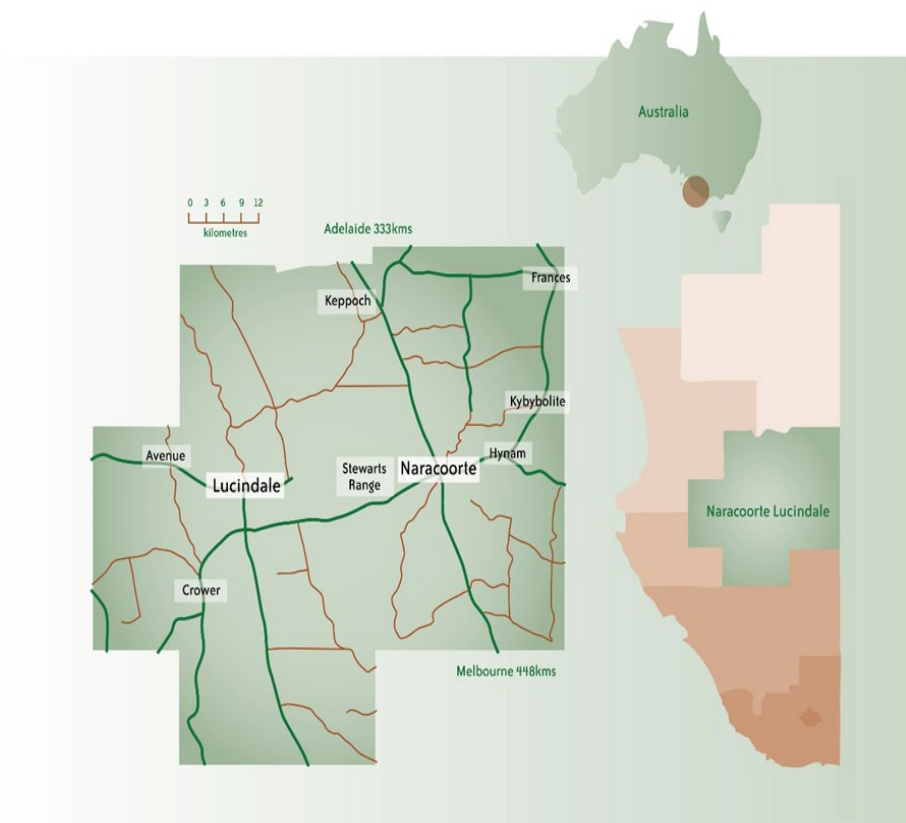 Australia
0 3 6 9 12
kilometres
Adelaide 333kms
Frances
Keppoch
Kybybolite
Avenue
Hynam
Stewarts
Range
Naracoorte
Lucindale
Naracoorte Lucindale
Crower
Melbourne 448kms